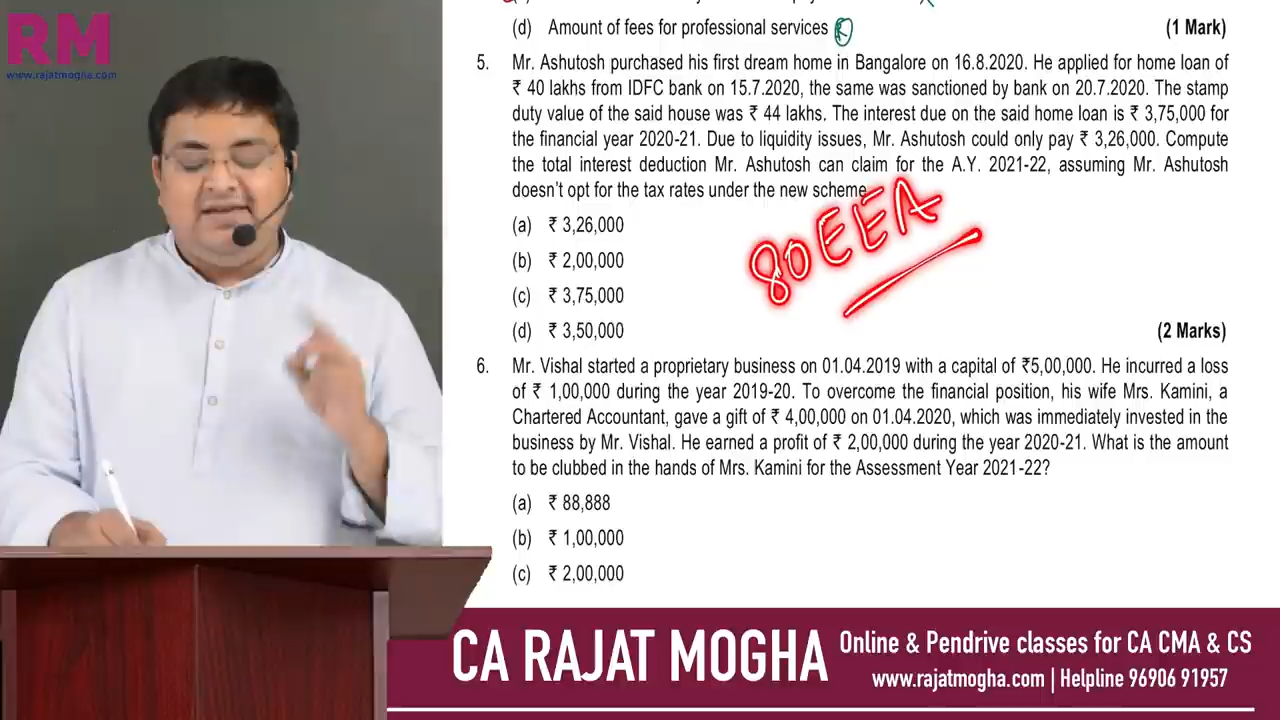 RM
www.rajatmogha.com
(d) Amount of fees for professional services R (1 Mark)
5. Mr. Ashutosh purchased his first dream home in Bangalore on 16.8.2020. He applied for home loan of
₹ 40 lakhs from IDFC bank on 15.7.2020, the same was sanctioned by bank on 20.7.2020. The stamp
duty value of the said house was ₹ 44 lakhs. The interest due on the said home loan is ₹ 3,75,000 for
the financial year 2020-21. Due to liquidity issues, Mr. Ashutosh could only pay ₹ 3,26,000. Compute
the total interest deduction Mr. Ashutosh can claim for the A.Y. 2021-22, assuming Mr. Ashutosh
doesn't opt for the tax rates under the new scheme
(a) ₹ 3,26,000
80EEA
(b) ₹ 2,00,000
(c) ₹ 3,75,000
(d) ₹ 3,50,000 (2 Marks)
6. Mr. Vishal started a proprietary business on 01.04.2019 with a capital of ₹5,00,000. He incurred a loss
of ₹ 1,00,000 during the year 2019-20. To overcome the financial position, his wife Mrs. Kamini, a
Chartered Accountant, gave a gift of ₹ 4,00,000 on 01.04.2020, which was immediately invested in the
business by Mr. Vishal. He earned a profit of ₹ 2,00,000 during the year 2020-21. What is the amount
to be clubbed in the hands of Mrs. Kamini for the Assessment Year 2021-22?
(a) ₹ 88,888
(b) ₹ 1,00,000
(c) ₹ 2,00,000
CA RAJAT MOGHA
Online & Pendrive classes for CA CMA & CS
www.rajatmogha.com | Helpline 96906 91957